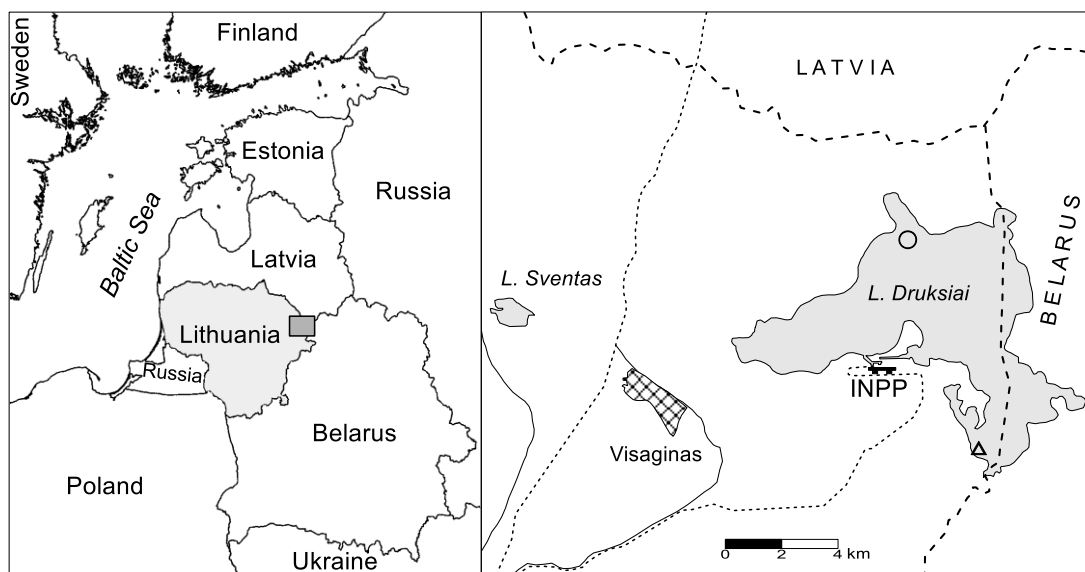 Sweden
Finland
Estonia
Russia
Baltic Sea
Latvia
Lithuania
Russia
Belarus
Poland
Ukraine
LATVIA
BELARUS
L. Sventas
L. Druksiai
INPP
Visaginas
0 2 4 km